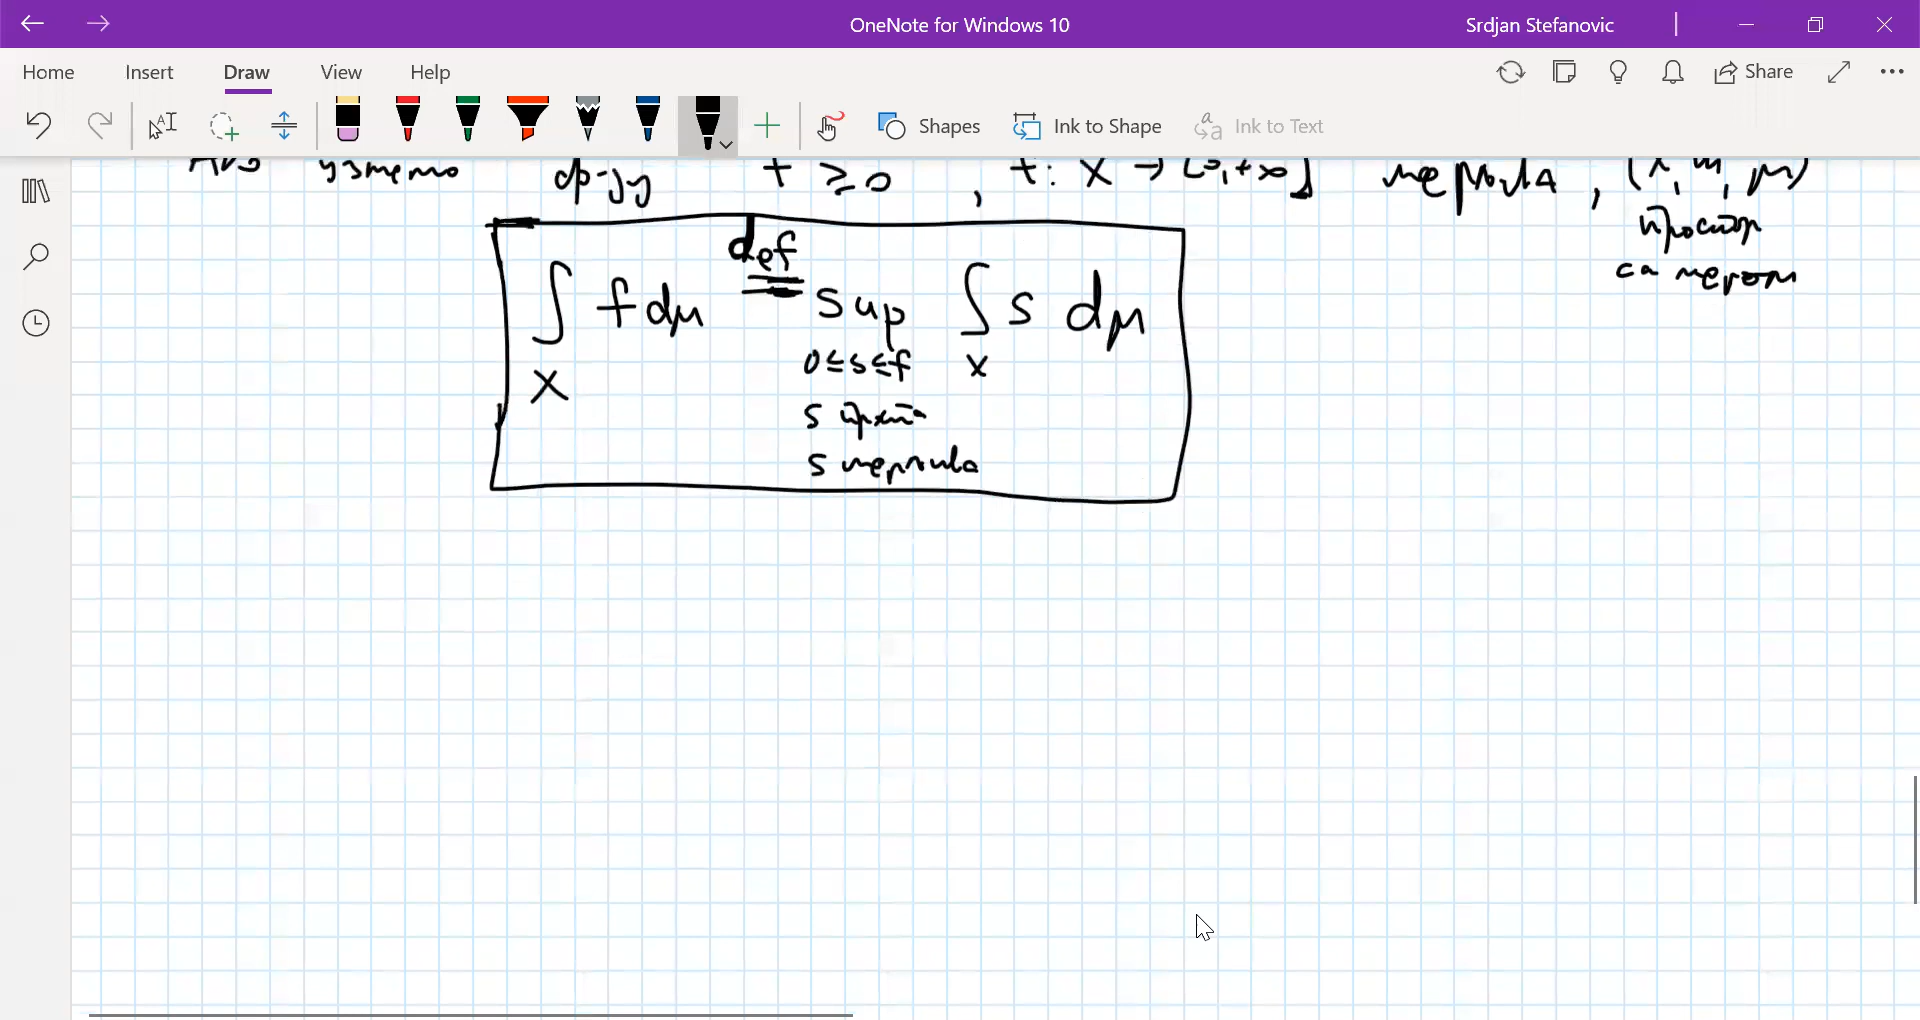 OneNote for Windows 10 Srdjan Stefanovic
Home Insert Draw View Help Share
Shapes Ink to Shape Ink to Text
Ако узмемо ф-ју f ≥ 0 , f: X → [0,+∞] мерљива , (X, m, μ)
простор
са мером
∫ f dμ def = sup ∫ s dμ
X 0≤s≤f X
s проста
s мерљива